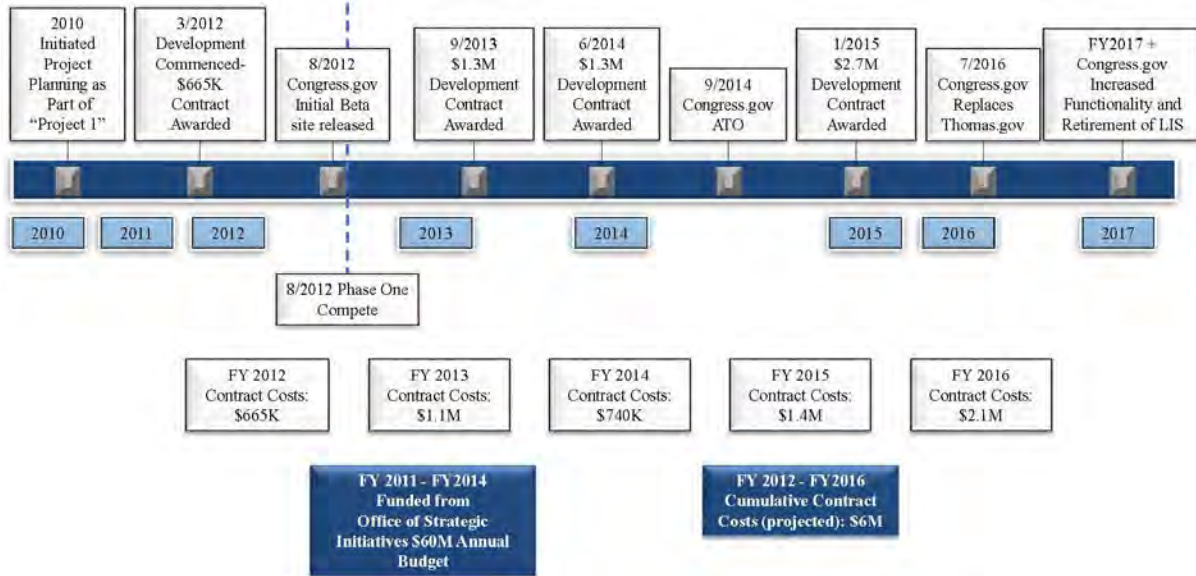 2010
Initiated
Project
Planning as
Part of
“Project 1”
3/2012
Development
Commenced-
$665K
Contract
Awarded
8/2012
Congress.gov
Initial Beta
site released
9/2013
$1.3M
Development
Contract
Awarded
6/2014
$1.3M
Development
Contract
Awarded
9/2014
Congress.gov
ATO
1/2015
$2.7M
Development
Contract
Awarded
7/2016
Congress.gov
Replaces
Thomas.gov
FY2017 +
Congress.gov
Increased
Functionality and
Retirement of LIS
2010
2011
2012
2013
2014
2015
2016
2017
8/2012 Phase One
Compete
FY 2012
Contract Costs:
$665K
FY 2013
Contract Costs:
$1.1M
FY 2014
Contract Costs:
$740K
FY 2015
Contract Costs:
$1.4M
FY 2016
Contract Costs:
$2.1M
FY 2011 - FY2014
Funded from
Office of Strategic
Initiatives $60M Annual
Budget
FY 2012 - FY2016
Cumulative Contract
Costs (projected): $6M